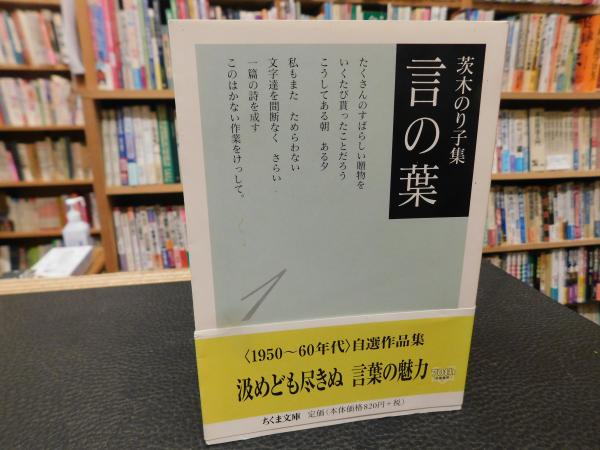 茨木のり子集
言の葉
たくさんのすばらしい贈物を
いくたび貰ったことだろう
こうしてある朝　ある夕
私もまた　ためらわない
文字達を間断なく　さらい
一篇の詩を成す
このはかない作業をけっして。
1
〈1950〜60年代〉自選作品集
汲めども尽きぬ 言葉の魅力
ちくま文庫 定価(本体価格820円+税)